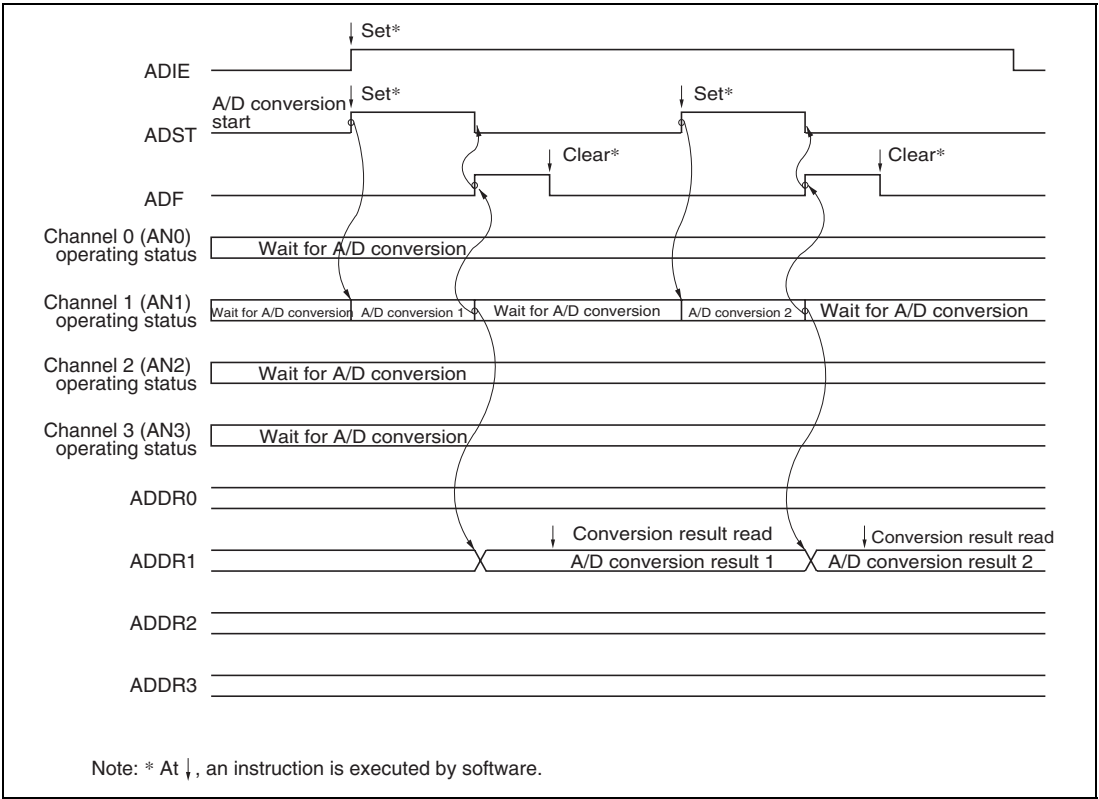 Set*
ADIE
A/D conversion
start
Set*
Set*
ADST
Clear*
Clear*
ADF
Channel 0 (AN0)
operating status
Wait for A/D conversion
Channel 1 (AN1)
operating status
Wait for A/D conversion
A/D conversion 1
Wait for A/D conversion
A/D conversion 2
Wait for A/D conversion
Channel 2 (AN2)
operating status
Wait for A/D conversion
Channel 3 (AN3)
operating status
Wait for A/D conversion
ADDR0
Conversion result read
Conversion result read
ADDR1
A/D conversion result 1
A/D conversion result 2
ADDR2
ADDR3
Note: * At ↓, an instruction is executed by software.